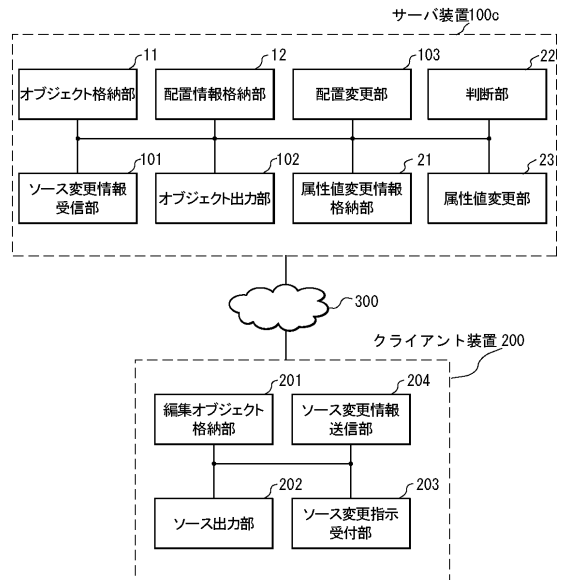 サーバ装置100c
11
12
103
22
オブジェクト格納部
配置情報格納部
配置変更部
判断部
101
102
21
23
ソース変更情報
受信部
オブジェクト出力部
属性値変更情報
格納部
属性値変更部
300
クライアント装置200
201
204
編集オブジェクト
格納部
ソース変更情報
送信部
202
203
ソース出力部
ソース変更指示
受付部